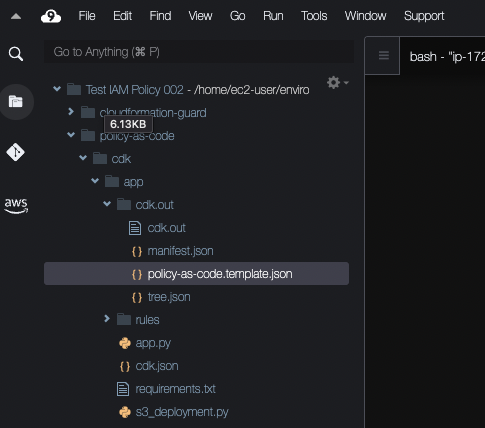 9 File Edit Find View Go Run Tools Window Support
Go to Anything (⌘ P)
bash - "ip-172
Test IAM Policy 002 - /home/ec2-user/enviro
cloudformation-guard
6.13KB
policy-as-code
cdk
app
cdk.out
cdk.out
{ } manifest.json
{ } policy-as-code.template.json
{ } tree.json
rules
app.py
{ } cdk.json
requirements.txt
s3_deployment.py
aws